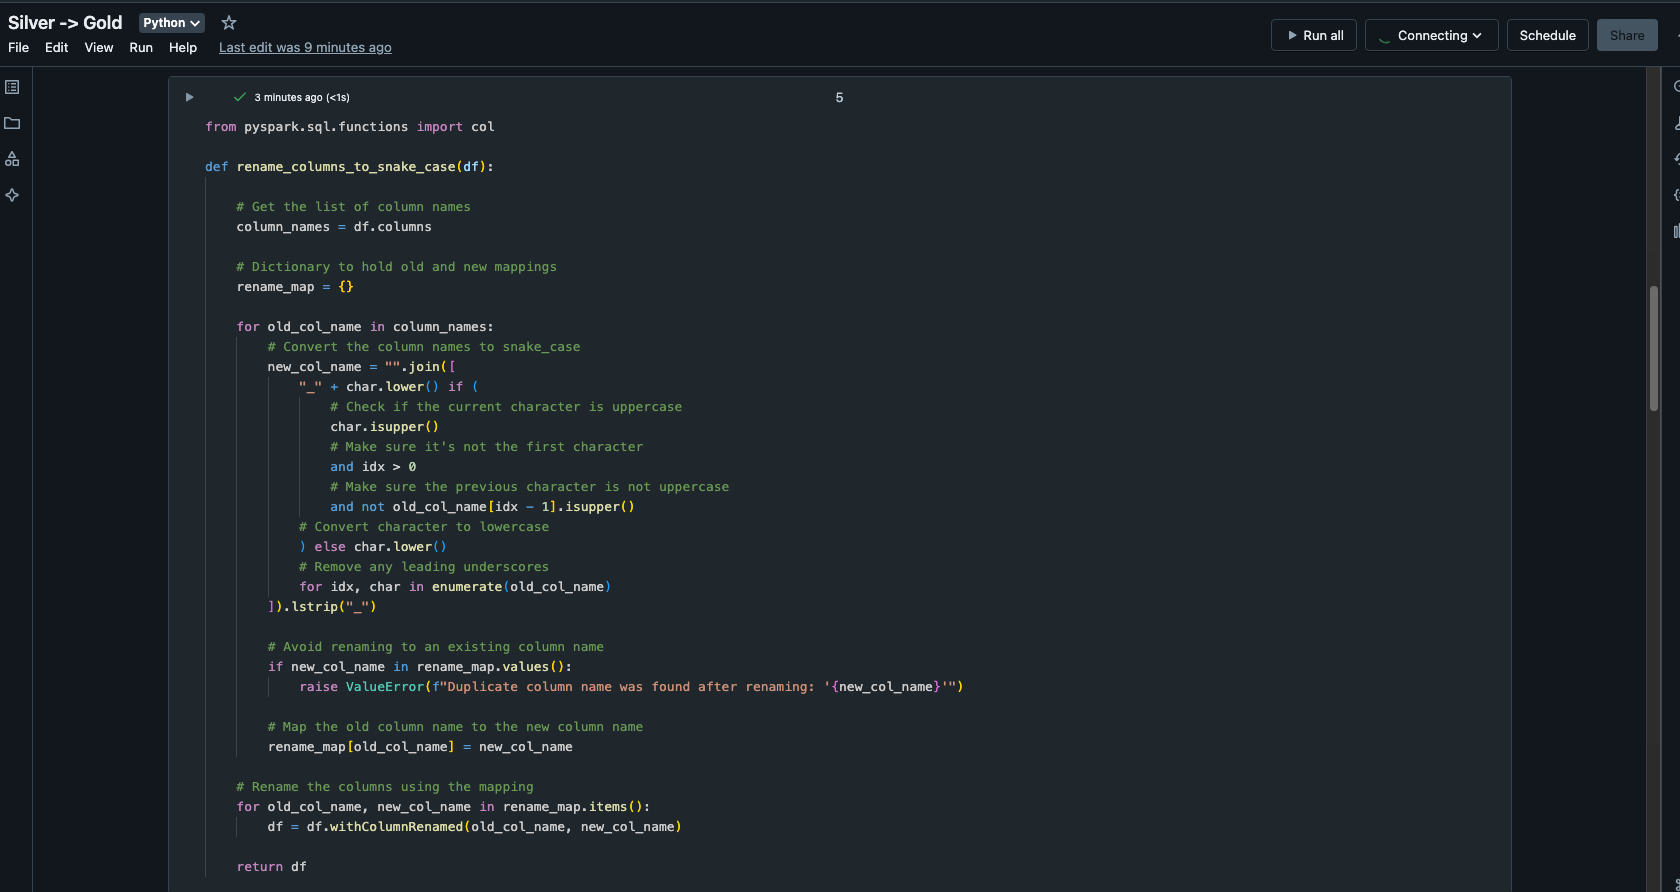 Silver -> Gold Python
File Edit View Run Help Last edit was 9 minutes ago
Run all Connecting Schedule Share
3 minutes ago (<1s) 5
from pyspark.sql.functions import col
def rename_columns_to_snake_case(df):
# Get the list of column names
column_names = df.columns
# Dictionary to hold old and new mappings
rename_map = {}
for old_col_name in column_names:
# Convert the column names to snake_case
new_col_name = "".join([
"_" + char.lower() if (
# Check if the current character is uppercase
char.isupper()
# Make sure it's not the first character
and idx > 0
# Make sure the previous character is not uppercase
and not old_col_name[idx - 1].isupper()
# Convert character to lowercase
) else char.lower()
# Remove any leading underscores
for idx, char in enumerate(old_col_name)
]).lstrip("_")
# Avoid renaming to an existing column name
if new_col_name in rename_map.values():
raise ValueError(f"Duplicate column name was found after renaming: '{new_col_name}'")
# Map the old column name to the new column name
rename_map[old_col_name] = new_col_name
# Rename the columns using the mapping
for old_col_name, new_col_name in rename_map.items():
df = df.withColumnRenamed(old_col_name, new_col_name)
return df